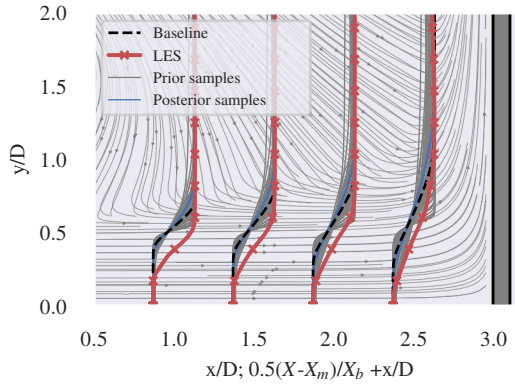 2.0
1.5
1.0
0.5
0.0
y/D
Baseline
LES
Prior samples
Posterior samples
0.5 1.0 1.5 2.0 2.5 3.0
x/D; 0.5(X-X_m)/X_b +x/D